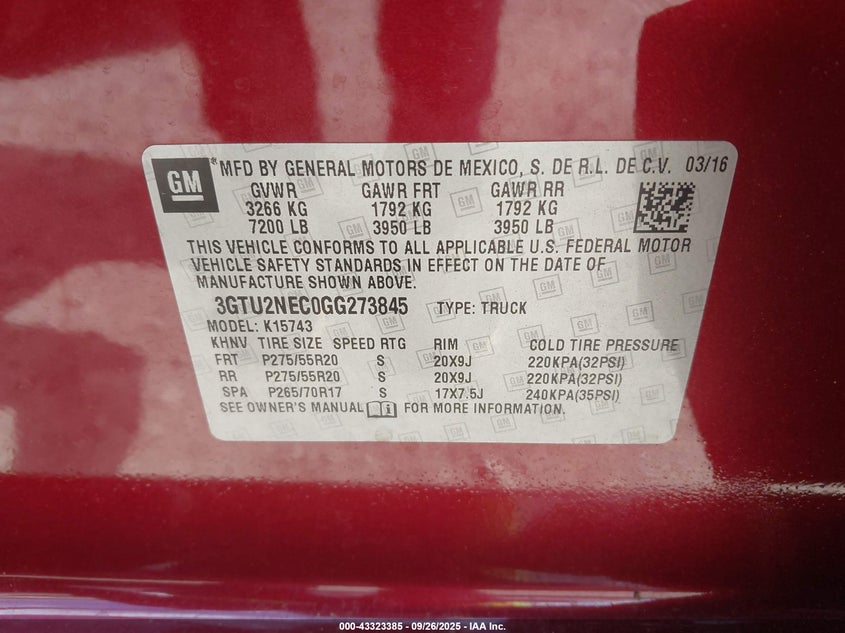 GM * MFD BY GENERAL MOTORS DE MEXICO, S. DE R.L. DE C.V. 03/16
GVWR GAWR FRT GAWR RR
3266 KG 1792 KG 1792 KG
7200 LB 3950 LB 3950 LB
THIS VEHICLE CONFORMS TO ALL APPLICABLE U.S. FEDERAL MOTOR
VEHICLE SAFETY STANDARDS IN EFFECT ON THE DATE OF
MANUFACTURE SHOWN ABOVE.
3GTU2NEC0GG273845 TYPE: TRUCK
MODEL: K15743
KHNV TIRE SIZE SPEED RTG RIM COLD TIRE PRESSURE
FRT P275/55R20 S 20X9J 220KPA(32PSI)
RR P275/55R20 S 20X9J 220KPA(32PSI)
SPA P265/70R17 S 17X7.5J 240KPA(35PSI)
SEE OWNER'S MANUAL FOR MORE INFORMATION.
000-43323385 - 09/26/2025 - IAA Inc.